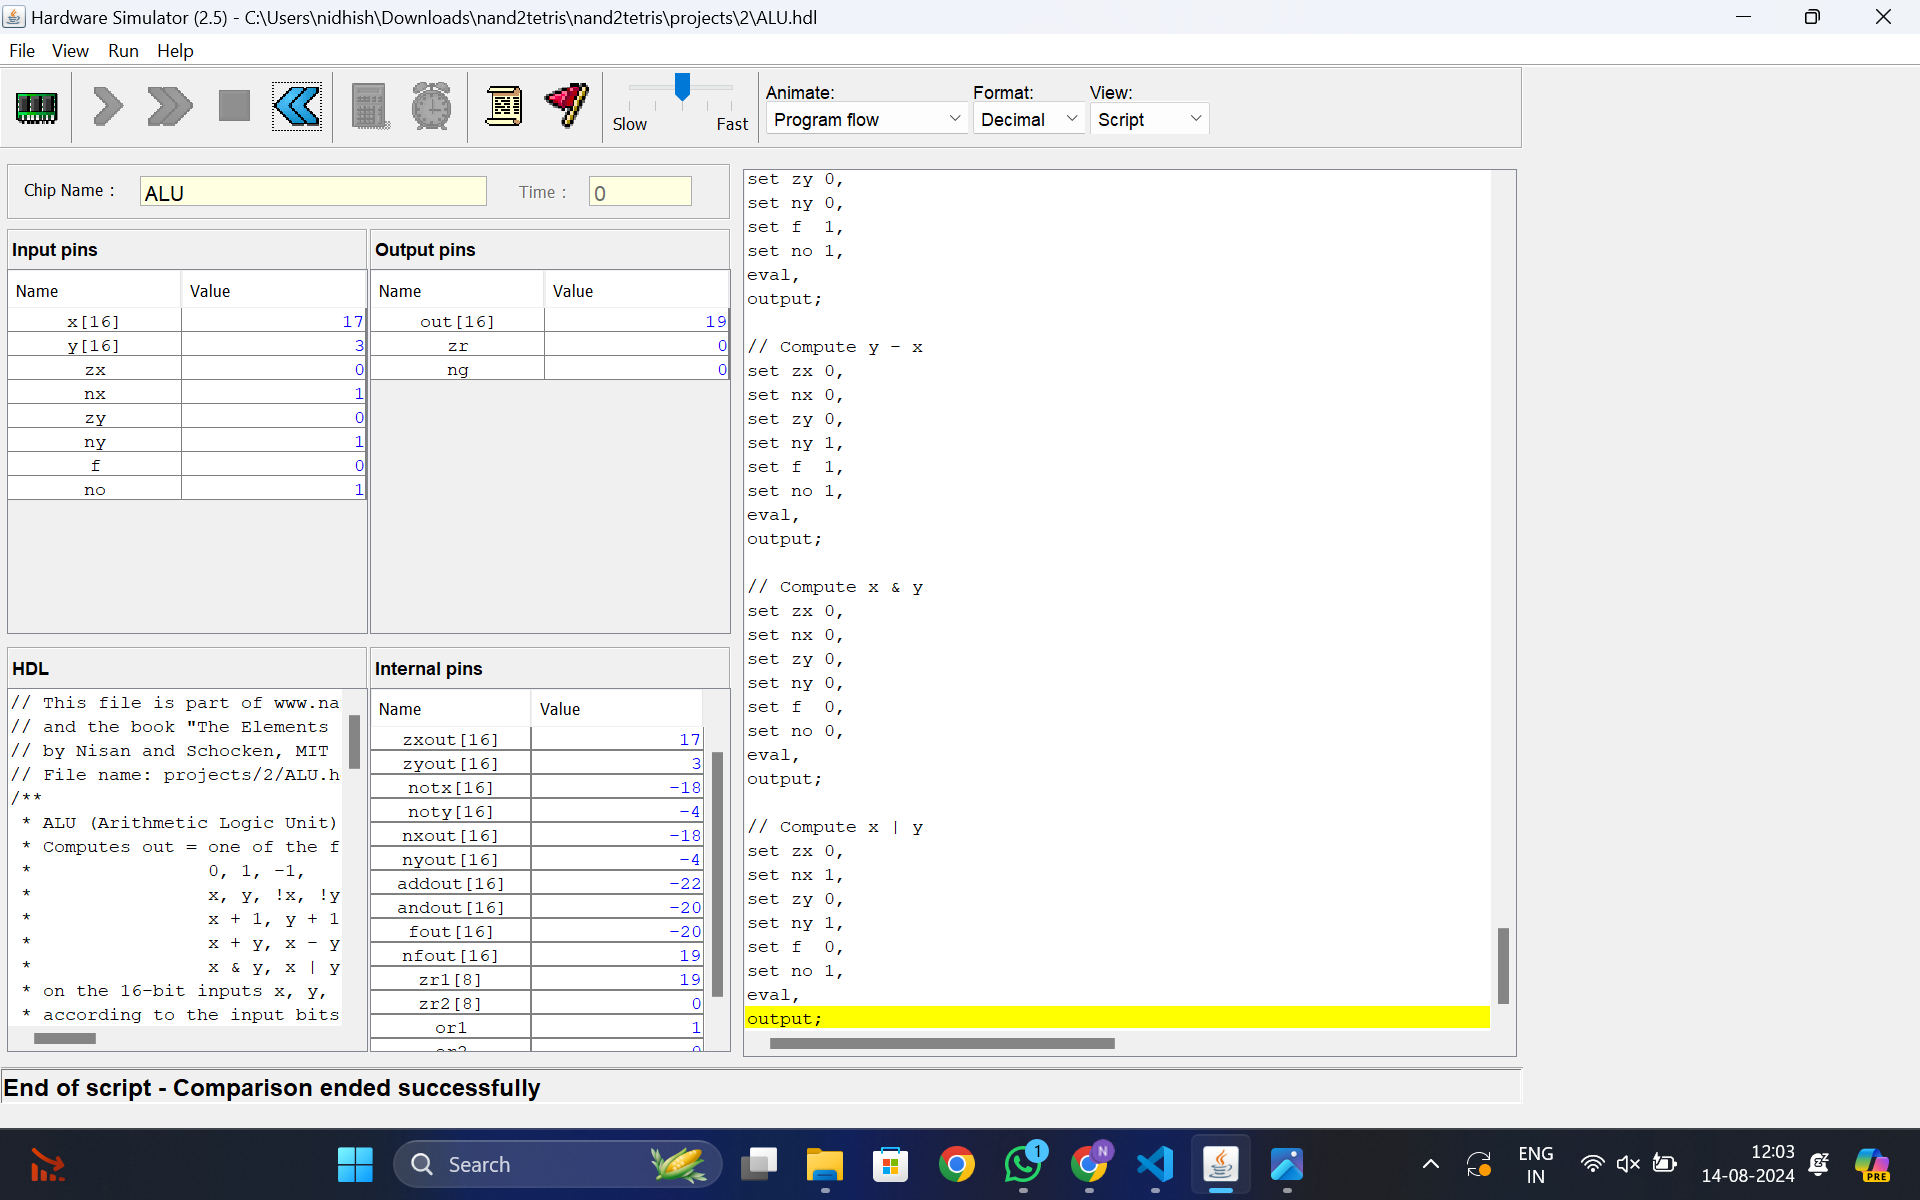 Hardware Simulator (2.5) - C:\Users\nidhish\Downloads\nand2tetris\nand2tetris\projects\2\ALU.hdl
File View Run Help
Slow Fast
Animate: Format: View:
Program flow Decimal Script
Chip Name : ALU Time : 0
Input pins
Name Value
x[16] 17
y[16] 3
zx 0
nx 1
zy 0
ny 1
f 0
no 1
Output pins
Name Value
out[16] 19
zr 0
ng 0
HDL
// This file is part of www.na
// and the book "The Elements
// by Nisan and Schocken, MIT
// File name: projects/2/ALU.h
/**
* ALU (Arithmetic Logic Unit)
* Computes out = one of the f
* 0, 1, -1,
* x, y, !x, !y
* x + 1, y + 1
* x + y, x - y
* x & y, x | y
* on the 16-bit inputs x, y,
* according to the input bits
Internal pins
Name Value
zxout[16] 17
zyout[16] 3
notx[16] -18
noty[16] -4
nxout[16] -18
nyout[16] -4
addout[16] -22
andout[16] -20
fout[16] -20
nfout[16] 19
zr1[8] 19
zr2[8] 0
or1 1
set zy 0,
set ny 0,
set f 1,
set no 1,
eval,
output;
// Compute y - x
set zx 0,
set nx 0,
set zy 0,
set ny 1,
set f 1,
set no 1,
eval,
output;
// Compute x & y
set zx 0,
set nx 0,
set zy 0,
set ny 0,
set f 0,
set no 0,
eval,
output;
// Compute x | y
set zx 0,
set nx 1,
set zy 0,
set ny 1,
set f 0,
set no 1,
eval,
output;
End of script - Comparison ended successfully
Search
1
N
ENG
IN
12:03
14-08-2024
PRE